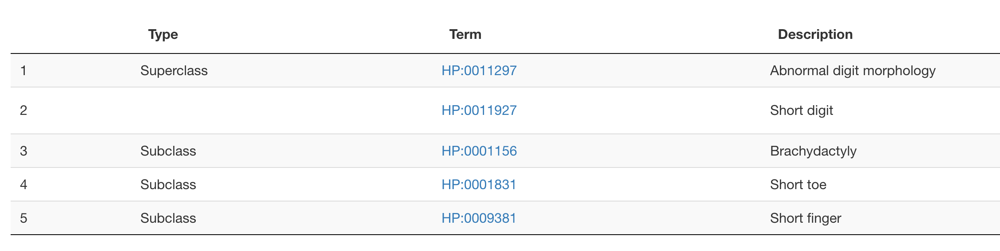 Type Term Description
1 Superclass HP:0011297 Abnormal digit morphology
2 HP:0011927 Short digit
3 Subclass HP:0001156 Brachydactyly
4 Subclass HP:0001831 Short toe
5 Subclass HP:0009381 Short finger